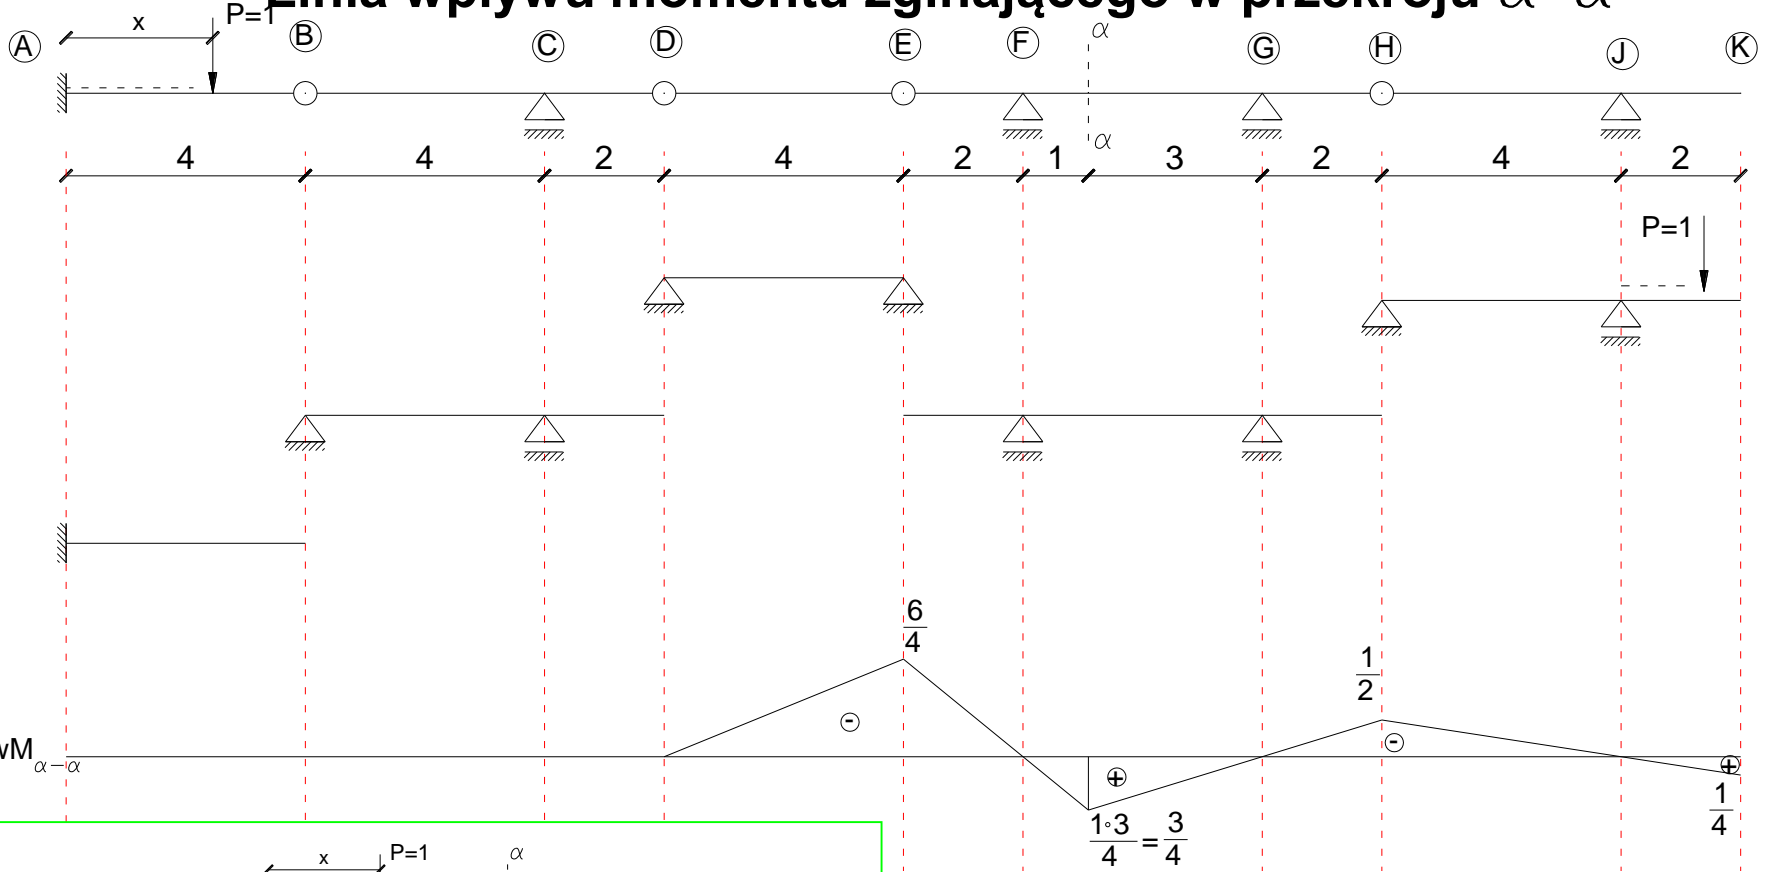 Linia wpływu momentu zginającego w przekroju α-α
x P=1
A B C D E F α G H J K
α
4 4 2 4 2 1 3 2 4 2
P=1
6/4
1/2
⊖ ⊖
wM α-α
⊕ ⊕
1∘3/4 = 3/4
1/4
x P=1 α